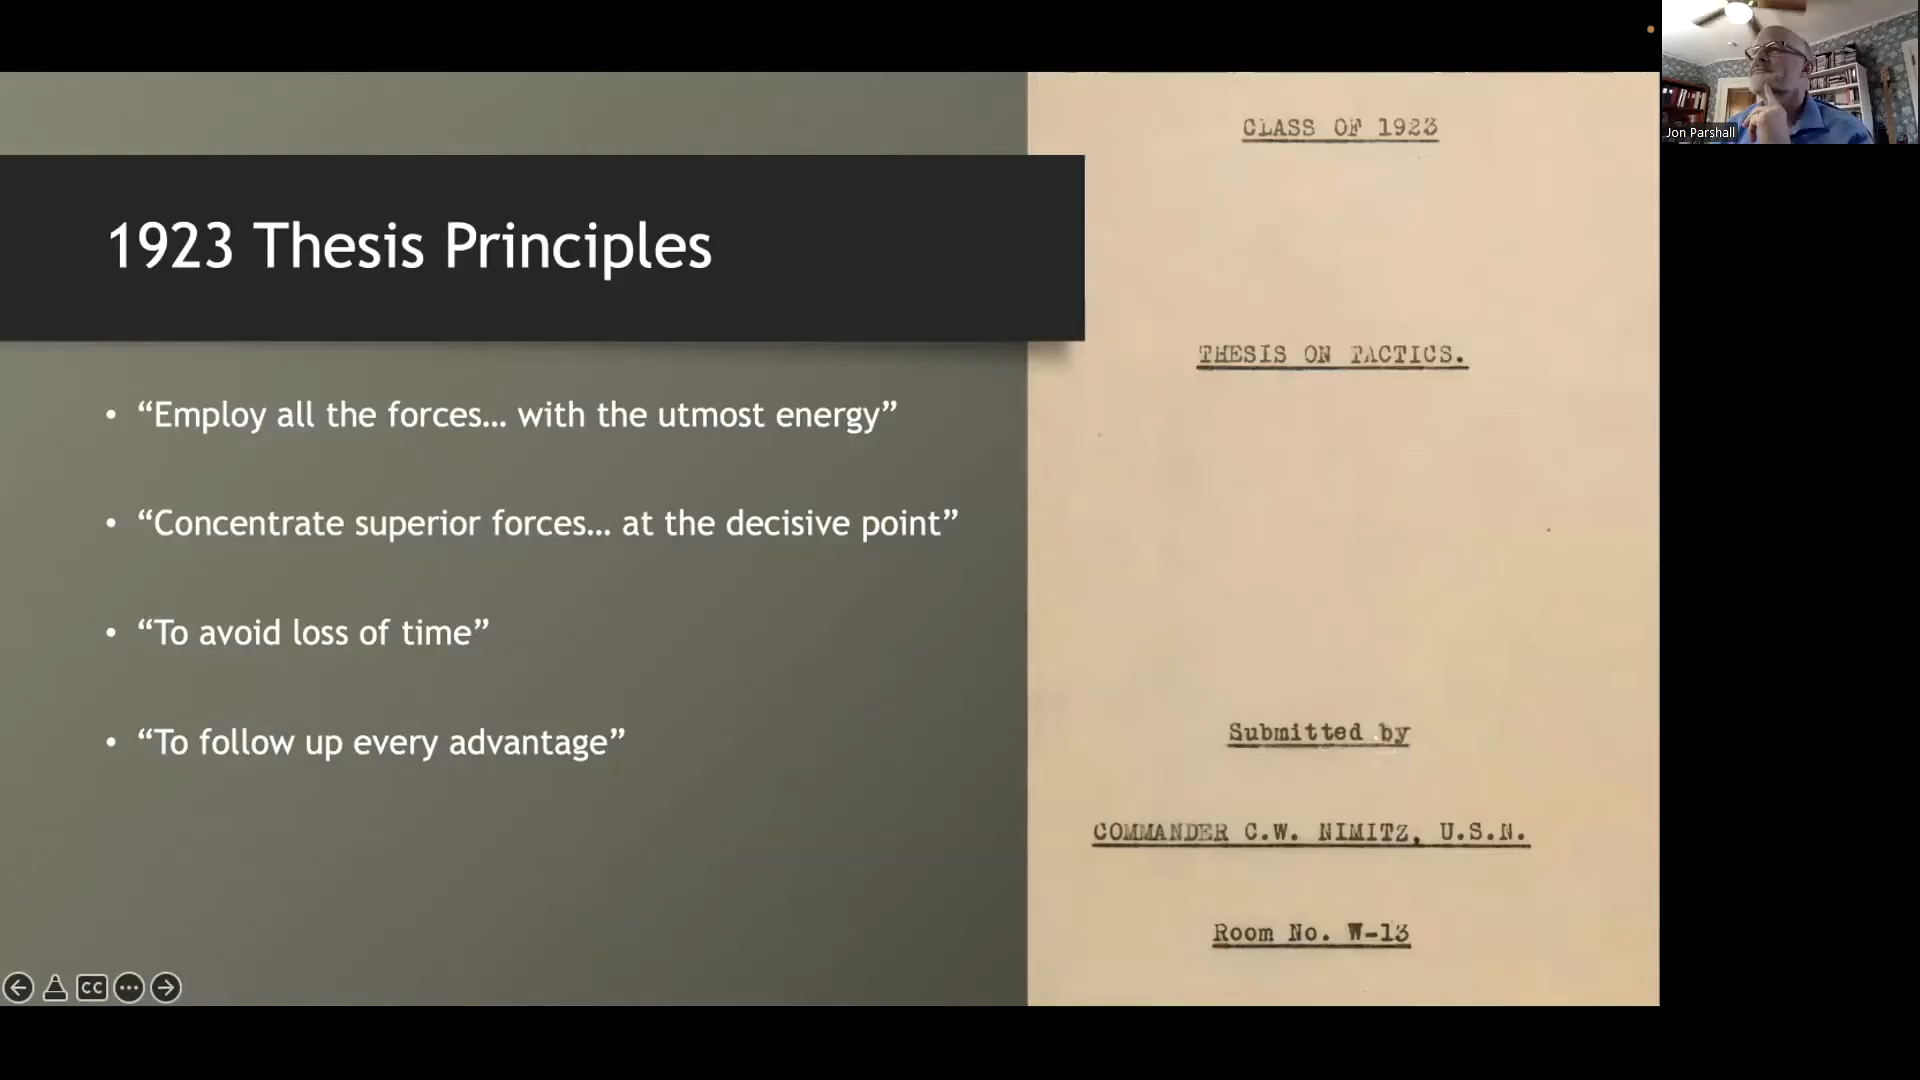 1923 Thesis Principles
• “Employ all the forces… with the utmost energy”
• “Concentrate superior forces… at the decisive point”
• “To avoid loss of time”
• “To follow up every advantage”
CC
CLASS OF 1923
THESIS ON TACTICS.
Submitted by
COMMANDER C.W. NIMITZ, U.S.N.
Room No. W-13
Jon Parshall